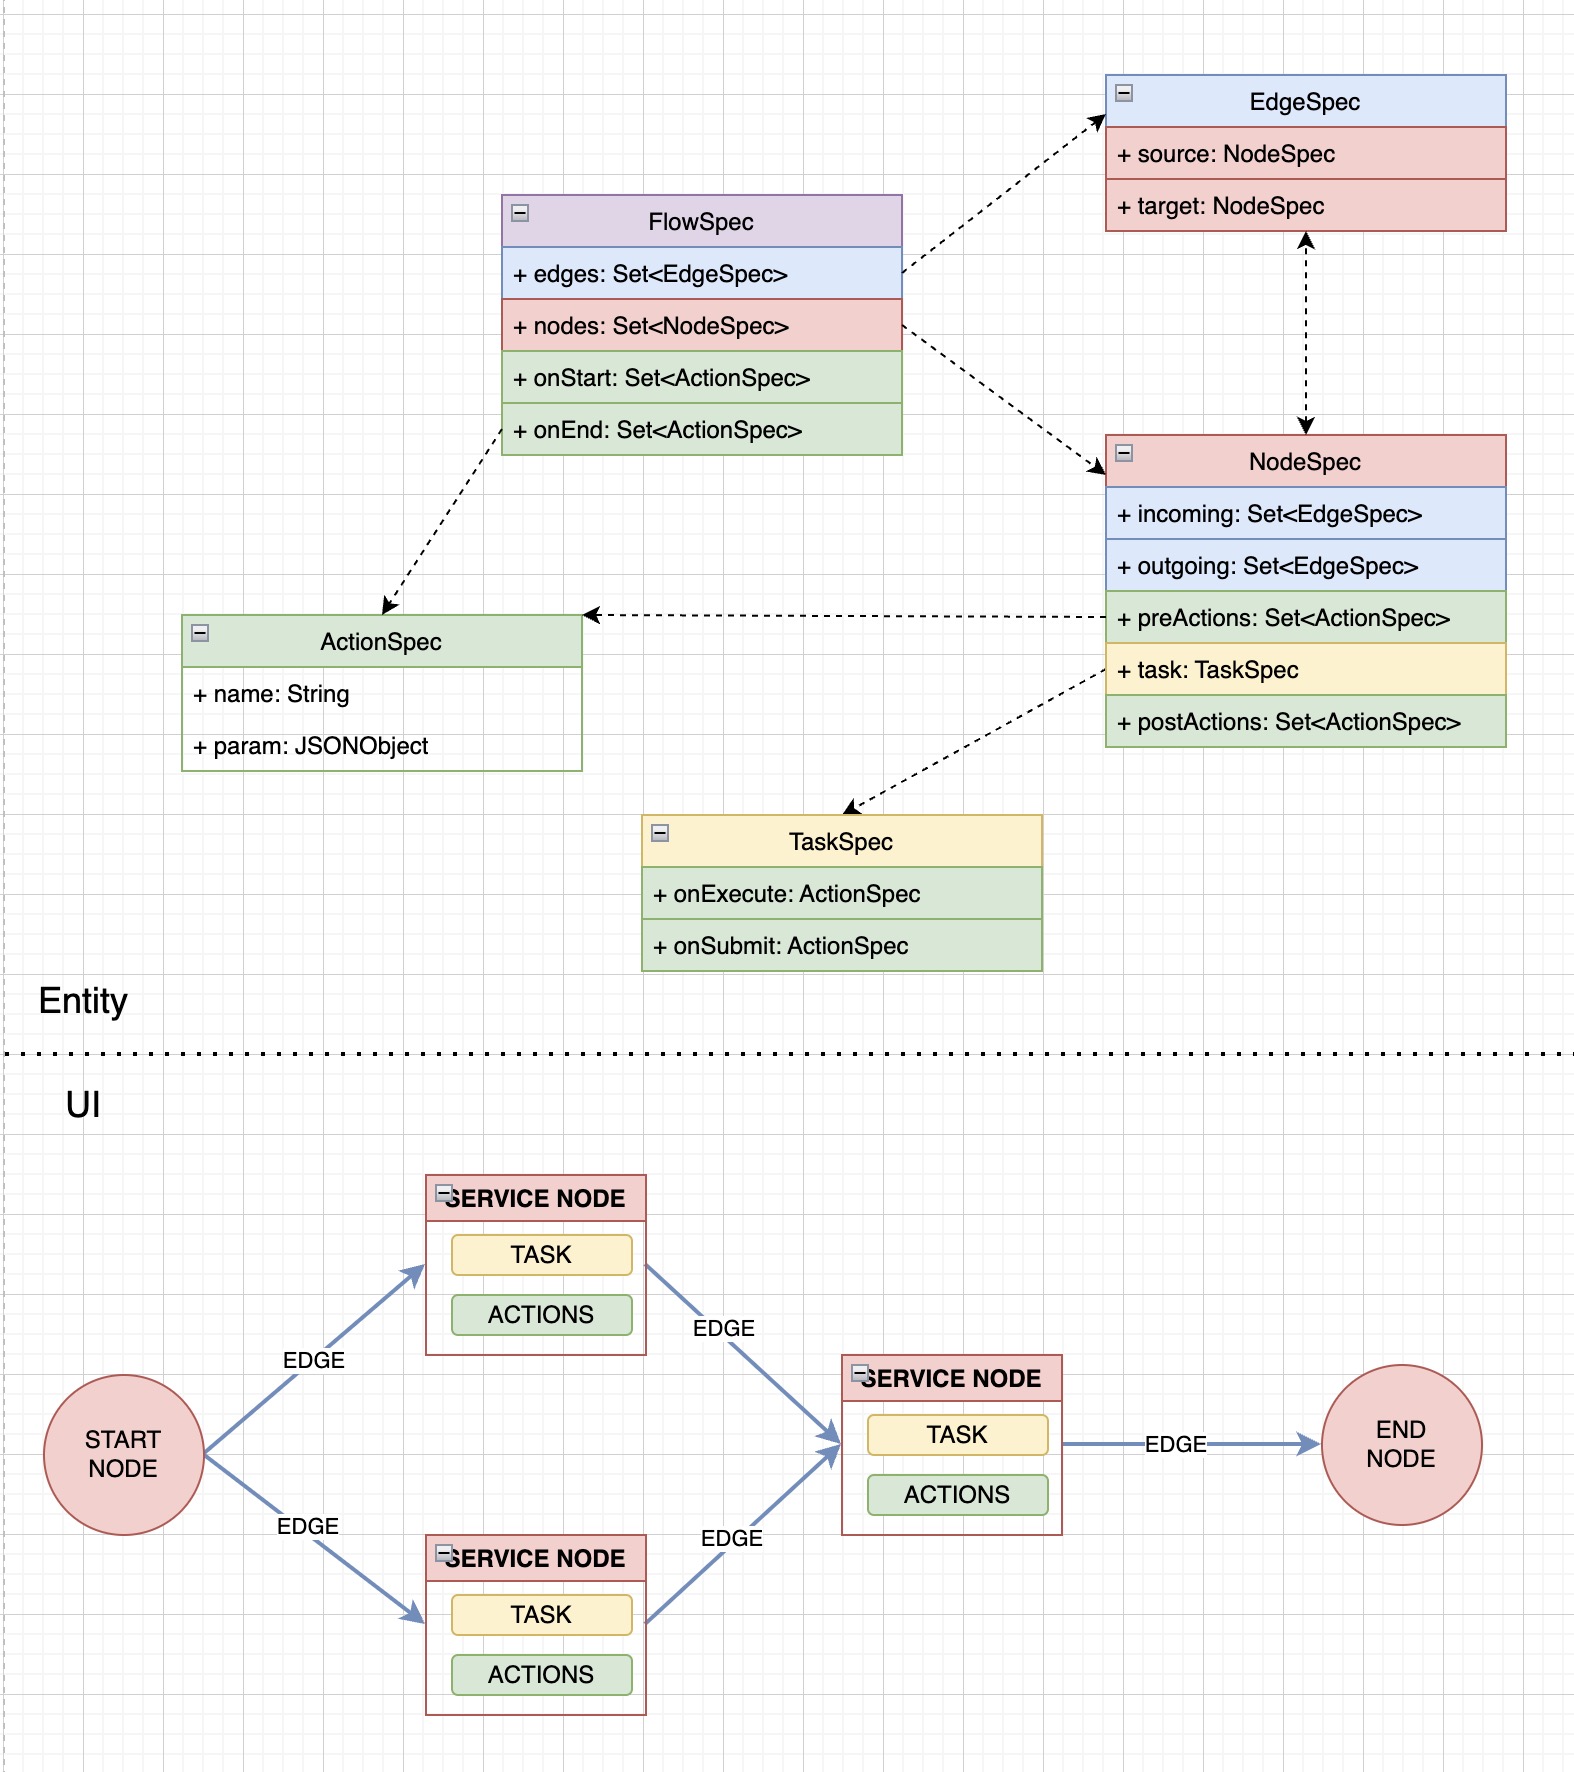 EdgeSpec
+ source: NodeSpec
+ target: NodeSpec
FlowSpec
+ edges: Set<EdgeSpec>
+ nodes: Set<NodeSpec>
+ onStart: Set<ActionSpec>
+ onEnd: Set<ActionSpec>
NodeSpec
+ incoming: Set<EdgeSpec>
+ outgoing: Set<EdgeSpec>
+ preActions: Set<ActionSpec>
+ task: TaskSpec
+ postActions: Set<ActionSpec>
ActionSpec
+ name: String
+ param: JSONObject
TaskSpec
+ onExecute: ActionSpec
+ onSubmit: ActionSpec
Entity
UI
START
NODE
EDGE
EDGE
SERVICE NODE
TASK
ACTIONS
SERVICE NODE
TASK
ACTIONS
EDGE
EDGE
SERVICE NODE
TASK
ACTIONS
EDGE
END
NODE